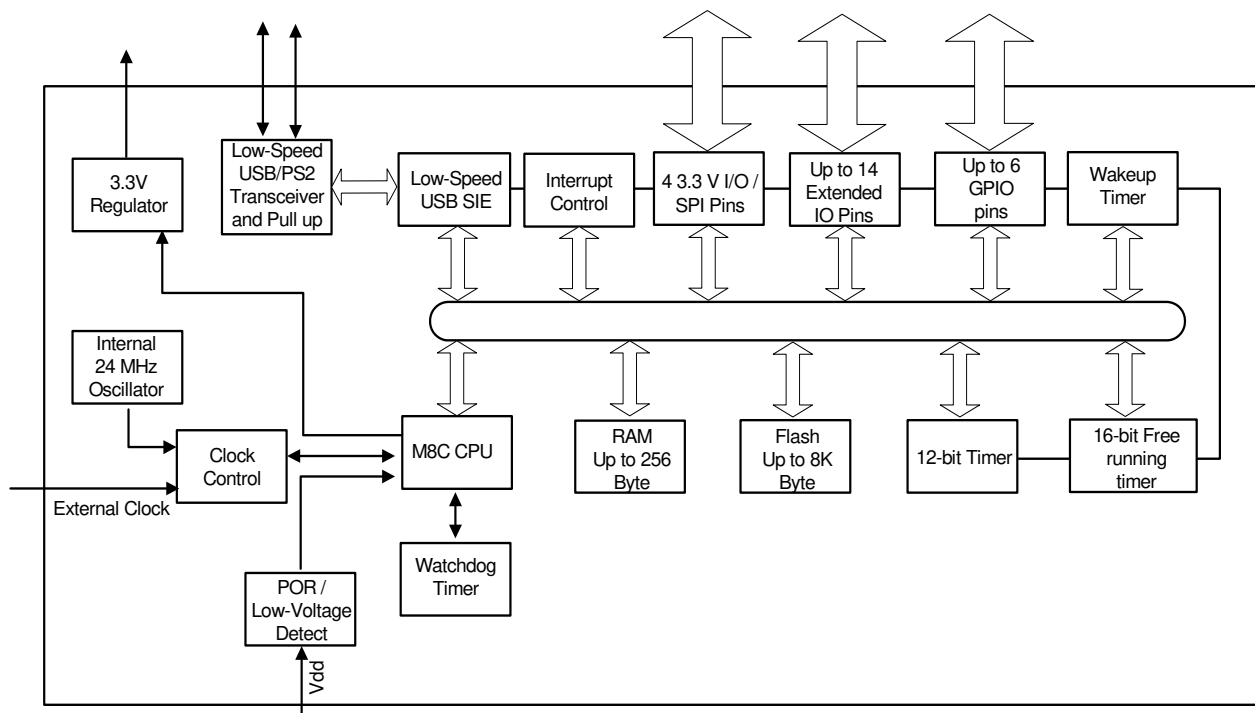 3.3V
Regulator
Low-Speed
USB/PS2
Transceiver
and Pull up
Low-Speed
USB SIE
Interrupt
Control
4 3.3 V I/O /
SPI Pins
Up to 14
Extended
IO Pins
Up to 6
GPIO
pins
Wakeup
Timer
Internal
24 MHz
Oscillator
Clock
Control
External Clock
M8C CPU
RAM
Up to 256
Byte
Flash
Up to 8K
Byte
12-bit Timer
16-bit Free
running
timer
Watchdog
Timer
POR /
Low-Voltage
Detect
Vdd